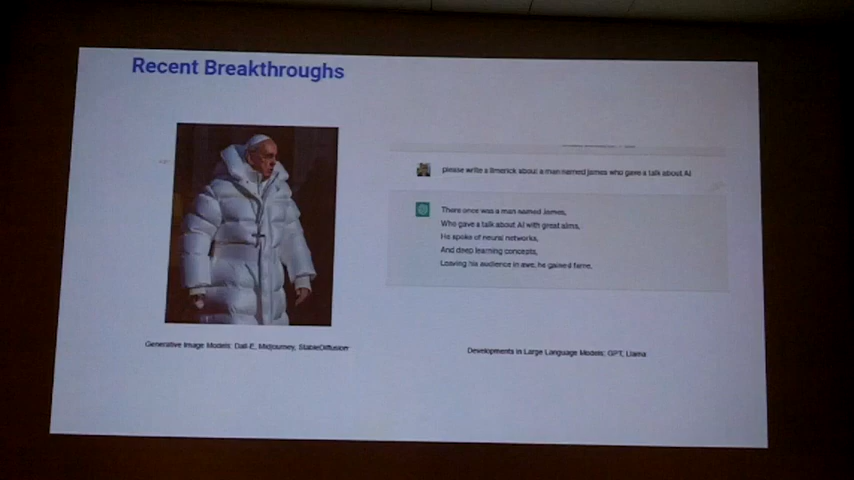 Recent Breakthroughs
please write a limerick about a man named james who gave a talk about AI
There once was a man named James,
Who gave a talk about AI with great aims,
He spoke of neural networks,
And deep learning concepts,
Leaving his audience in awe, he gained fame.
Generative Image Models: Dall-E, Midjourney, StableDiffusion
Developments in Large Language Models: GPT, Llama